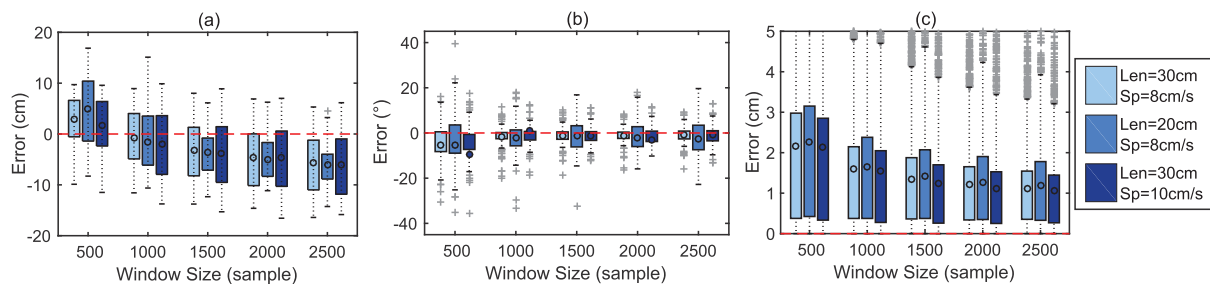 (a)
20
10
0
-10
-20
Error (cm)
500 1000 1500 2000 2500
Window Size (sample)
(b)
40
20
0
-20
-40
Error (°)
500 1000 1500 2000 2500
Window Size (sample)
(c)
5
4
3
2
1
0
Error (cm)
500 1000 1500 2000 2500
Window Size (sample)
Len=30cm
Sp=8cm/s
Len=20cm
Sp=8cm/s
Len=30cm
Sp=10cm/s